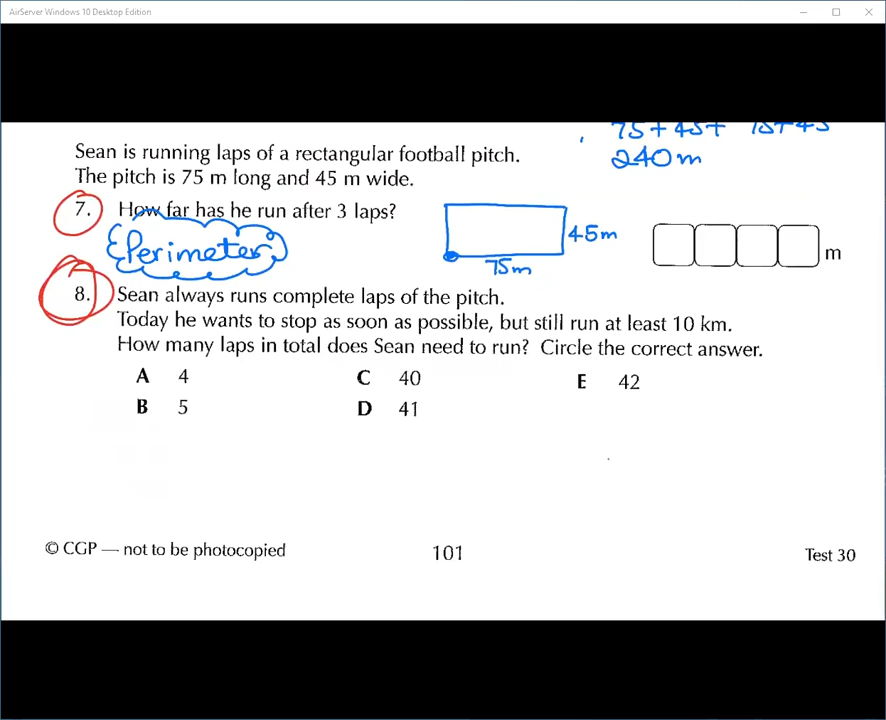 AirServer Windows 10 Desktop Edition
75 + 45 + 75 + 45
240 m
Sean is running laps of a rectangular football pitch.
The pitch is 75 m long and 45 m wide.
7. How far has he run after 3 laps?
Perimeter
45m
75m
m
8. Sean always runs complete laps of the pitch.
Today he wants to stop as soon as possible, but still run at least 10 km.
How many laps in total does Sean need to run? Circle the correct answer.
A 4 C 40 E 42
B 5 D 41
© CGP — not to be photocopied 101 Test 30